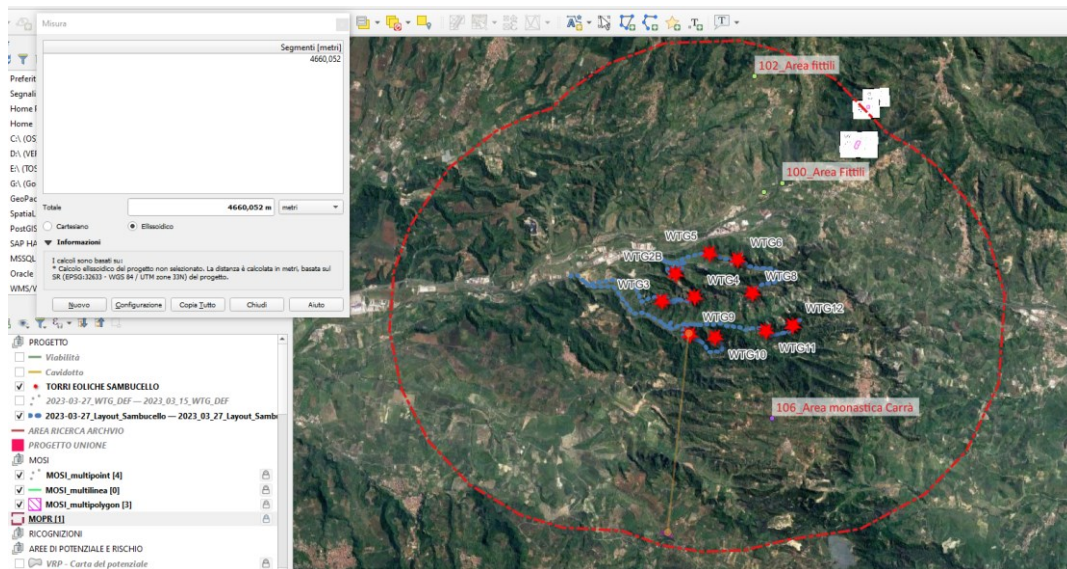 Misura
Segmenti [metri]
4660,052
Totale
4660,052 m
metri
Cartesiano
Ellissoidico
Informazioni
I calcoli sono basati su:
* Calcolo ellissoidico del progetto non selezionato. La distanza è calcolata in metri, basata sul
SR (EPSG:32633 - WGS 84 / UTM zone 33N) del progetto.
Nuovo
Configurazione
Copia Tutto
Chiudi
Aiuto
Preferit
Segnali
Home
Home
C:\ (OS
D:\ (VE
E:\ (TOS
G:\ (Go
GeoPac
SpatiaL
PostGIS
SAP HA
MSSQL
Oracle
WMS/
PROGETTO
Viabilità
Cavidotto
TORRI EOLICHE SAMBUCELLO
2023-03-27_WTG_DEF — 2023_03_15_WTG_DEF
2023-03-27_Layout_Sambucello — 2023_03_27_Layout_Samb
AREA RICERCA ARCHVIO
PROGETTO UNIONE
MOSI
MOSI_multipoint [4]
MOSI_multilinea [0]
MOSI_multipolygon [3]
MOPR [1]
RICOGNIZIONI
AREE DI POTENZIALE E RISCHIO
VRP - Carta del potenziale
102_Area fittili
100_Area Fittili
WTG5
WTG6
WTG2B
WTG4
WTG8
WTG3
WTG9
WTG12
WTG10
WTG11
106_Area monastica Carrà